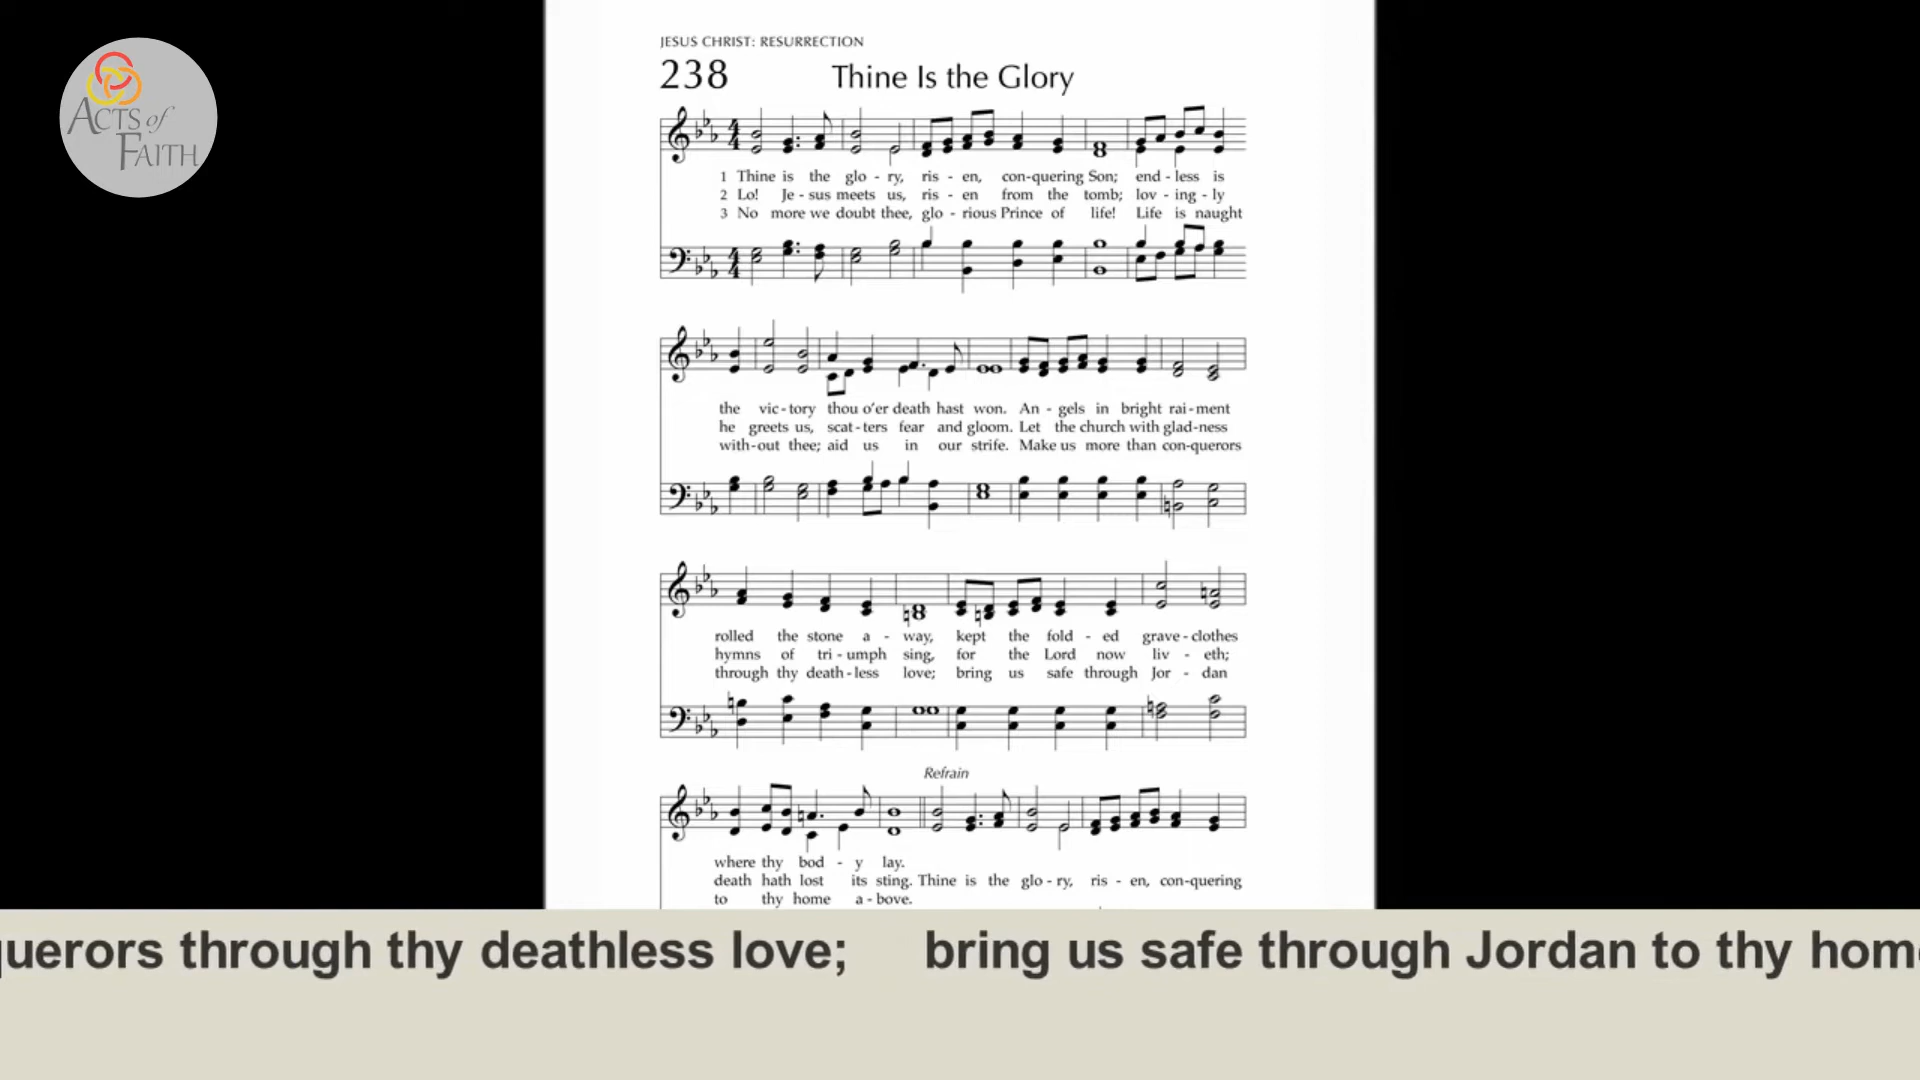 ACTS of
FAITH
JESUS CHRIST: RESURRECTION
238 Thine Is the Glory
1 Thine is the glo - ry, ris - en, con-quering Son; end - less is
2 Lo! Je - sus meets us, ris - en from the tomb; lov - ing - ly
3 No more we doubt thee, glo - rious Prince of life! Life is naught
the vic - tory thou o'er death hast won. An - gels in bright rai - ment
he greets us, scat - ters fear and gloom. Let the church with glad - ness
with - out thee; aid us in our strife. Make us more than con - querors
rolled the stone a - way, kept the fold - ed grave - clothes
hymns of tri - umph sing, for the Lord now liv - eth;
through thy death - less love; bring us safe through Jor - dan
Refrain
where thy bod - y lay.
death hath lost its sting. Thine is the glo - ry, ris - en, con-quering
to thy home a - bove.
querors through thy deathless love; bring us safe through Jordan to thy home